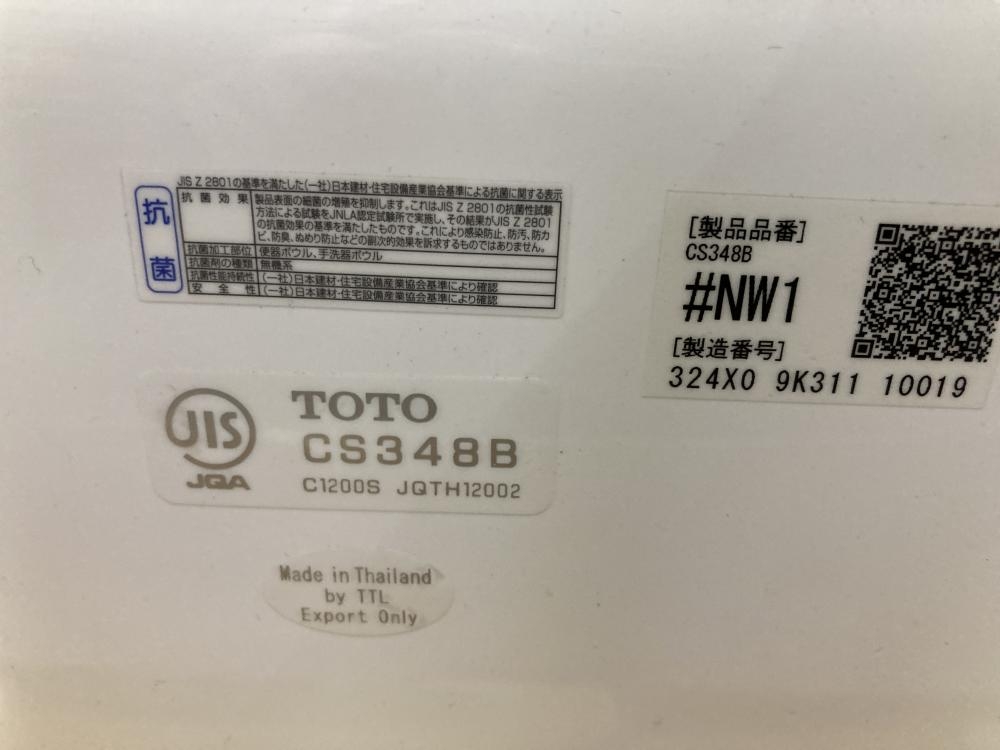 JIS Z 2801の基準を満たした(一社)日本建材・住宅設備産業協会基準による抗菌に関する表示
抗菌
抗菌効果 製品表面の細菌の増殖を抑制します。これはJIS Z 2801の抗菌性試験
方法による試験をJNLA認定試験所で実施し、その結果がJIS Z 2801
の抗菌効果の基準を満たしたものです。これにより感染防止、防汚、防カ
ビ、防臭、ぬめり防止などの副次的効果を訴求するものではありません。
抗菌加工部位 便器ボウル、手洗器ボウル
抗菌剤の種類 無機系
抗菌性能持続性 (一社)日本建材・住宅設備産業協会基準により確認
安全性 (一社)日本建材・住宅設備産業協会基準により確認
[製品品番]
CS348B
#NW1
[製造番号]
324X0 9K311 10019
JIS
JQA
TOTO
CS348B
C1200S JQTH12002
Made in Thailand
by TTL
Export Only